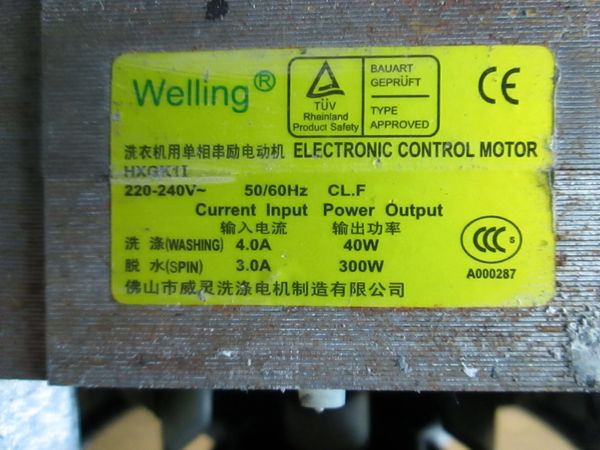 Welling®
TÜV
Rheinland
Product Safety
BAUART
GEPRÜFT
TYPE
APPROVED
CE
洗衣机用单相串励电动机 ELECTRONIC CONTROL MOTOR
HXGK1I
220-240V~ 50/60Hz CL.F
Current Input Power Output
输入电流 输出功率
洗 涤(WASHING) 4.0A 40W
脱 水(SPIN) 3.0A 300W
CCC S
A000287
佛山市威灵洗涤电机制造有限公司